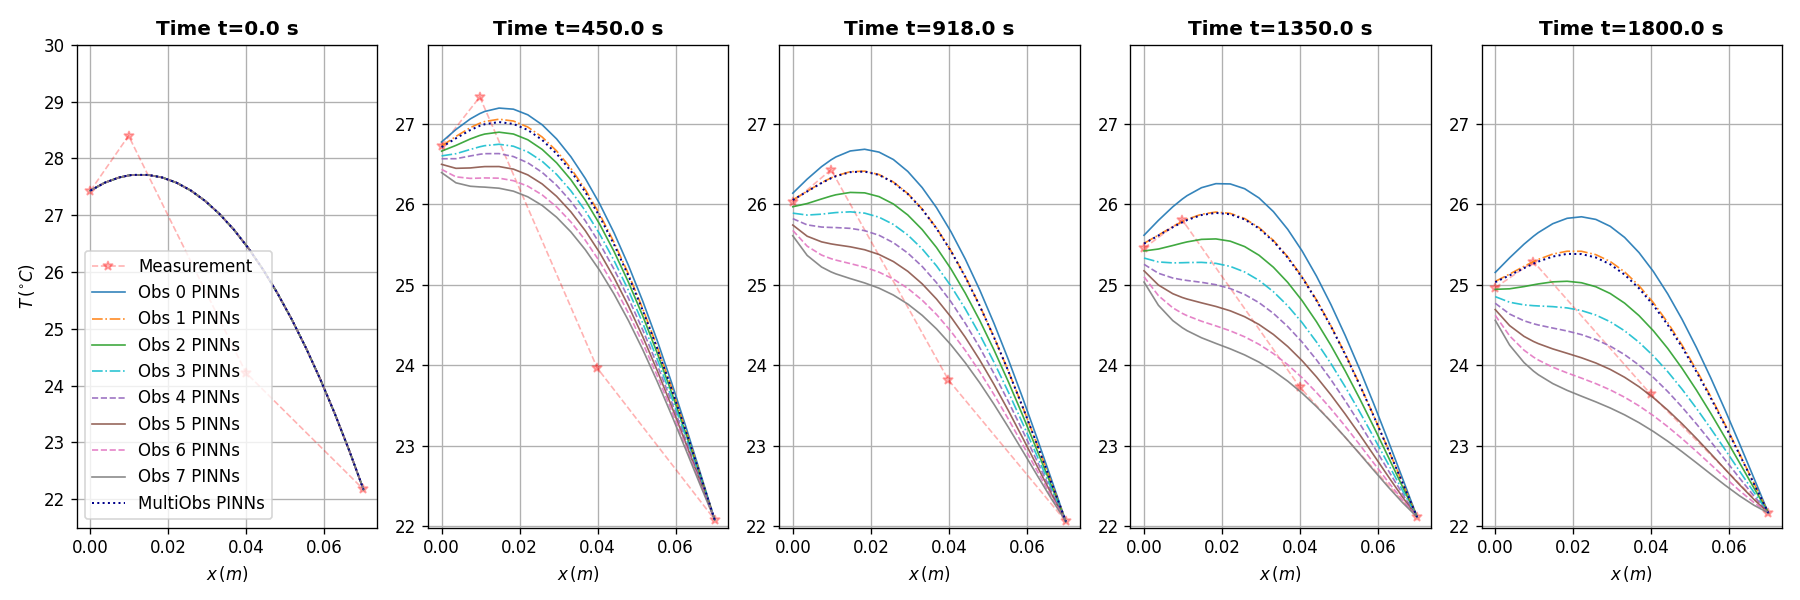 Time t=0.0 s
30
29
28
27
26
25
24
23
22
T (°C)
0.00 0.02 0.04 0.06
x (m)
Measurement
Obs 0 PINNs
Obs 1 PINNs
Obs 2 PINNs
Obs 3 PINNs
Obs 4 PINNs
Obs 5 PINNs
Obs 6 PINNs
Obs 7 PINNs
MultiObs PINNs
Time t=450.0 s
27
26
25
24
23
22
0.00 0.02 0.04 0.06
x (m)
Time t=918.0 s
27
26
25
24
23
22
0.00 0.02 0.04 0.06
x (m)
Time t=1350.0 s
27
26
25
24
23
22
0.00 0.02 0.04 0.06
x (m)
Time t=1800.0 s
27
26
25
24
23
22
0.00 0.02 0.04 0.06
x (m)